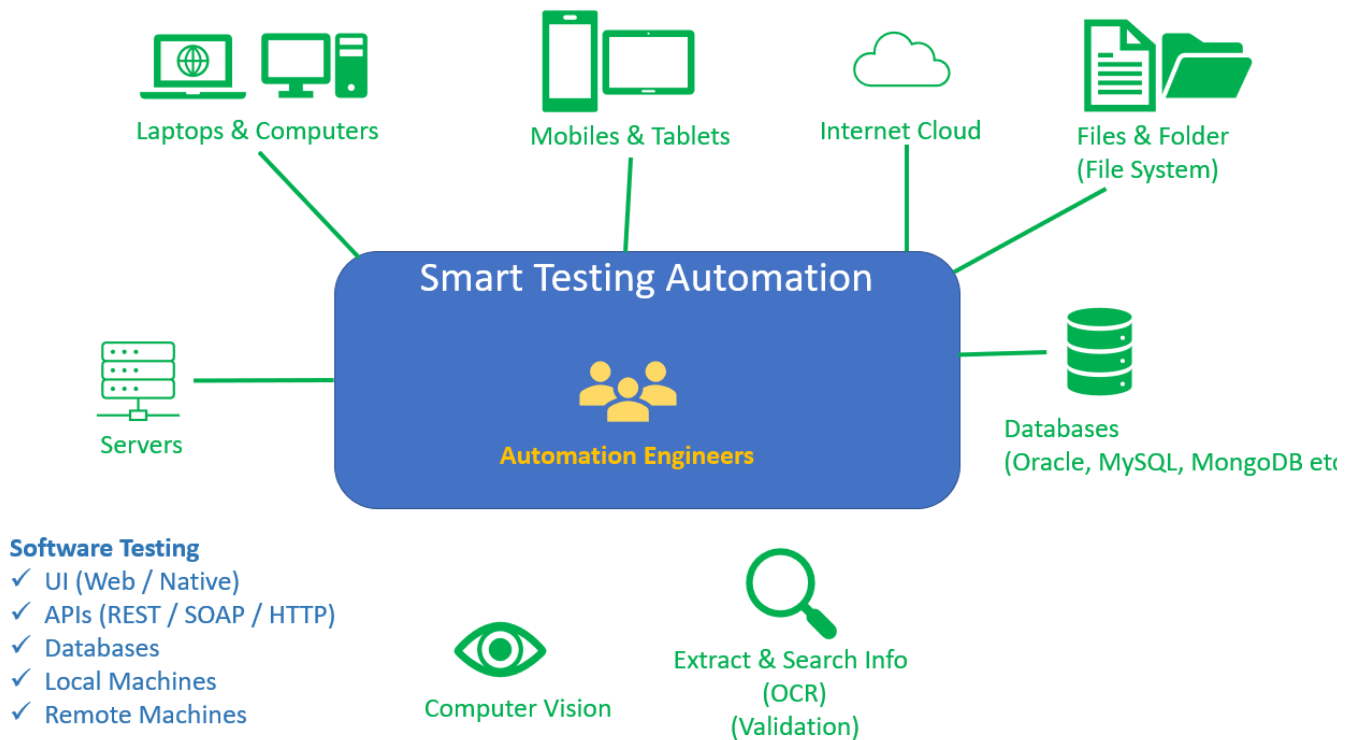 Laptops & Computers
Mobiles & Tablets
Internet Cloud
Files & Folder
(File System)
Smart Testing Automation
Automation Engineers
Servers
Databases
(Oracle, MySQL, MongoDB etc
Software Testing
✓ UI (Web / Native)
✓ APIs (REST / SOAP / HTTP)
✓ Databases
✓ Local Machines
✓ Remote Machines
Computer Vision
Extract & Search Info
(OCR)
(Validation)